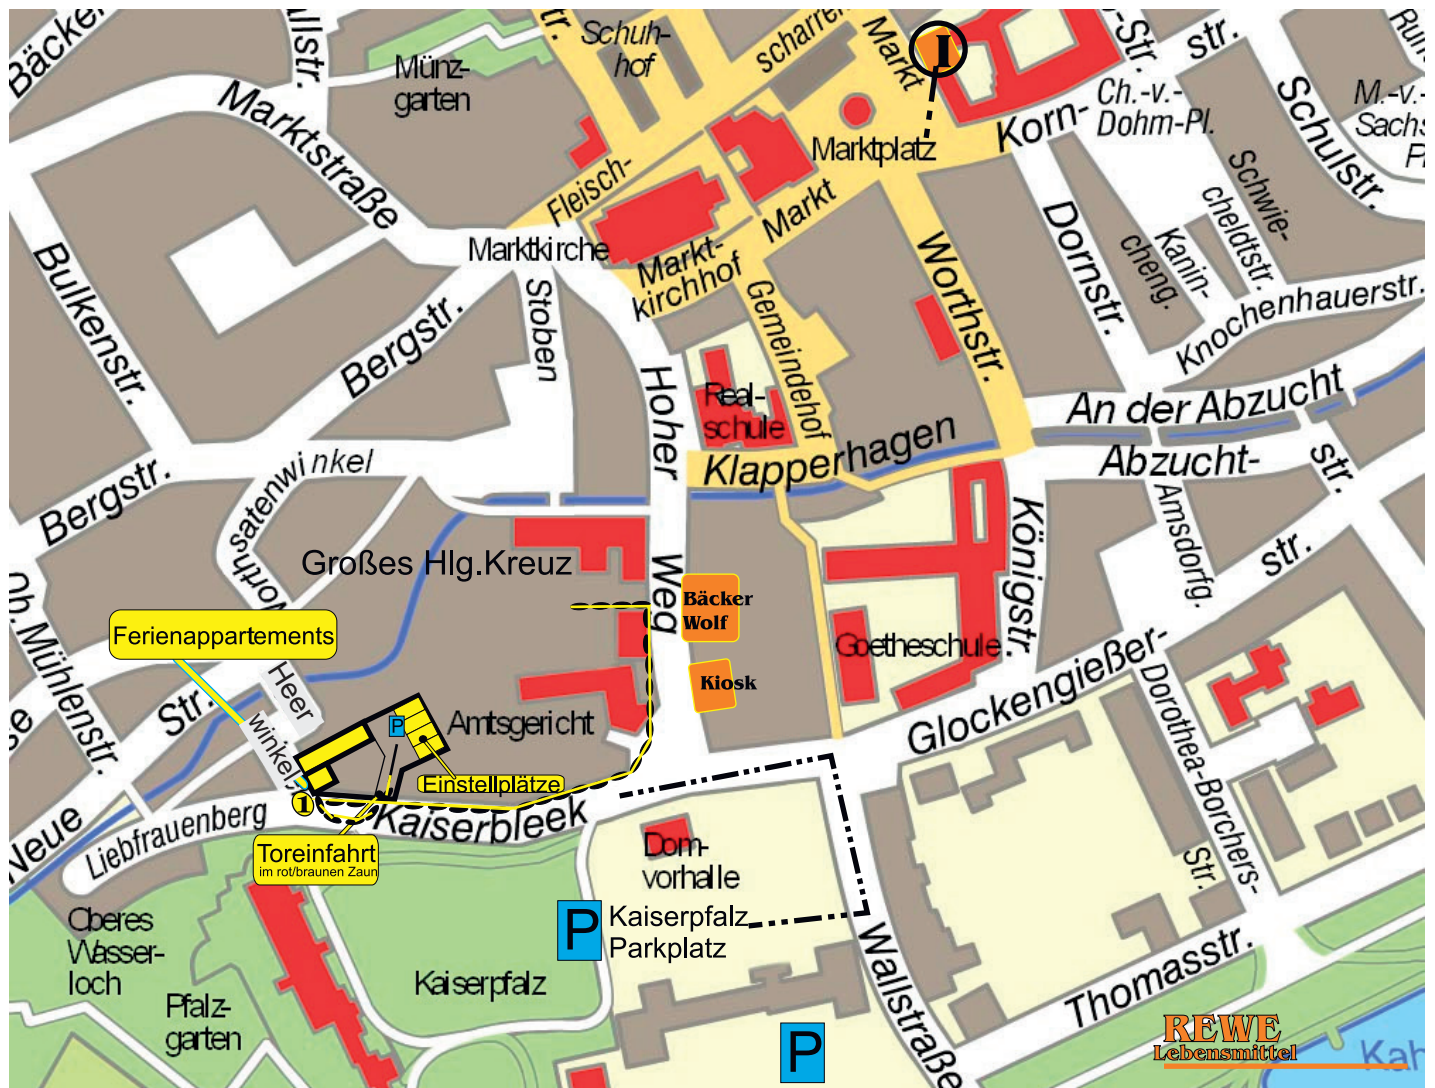 Bäcker
Schuh-
hof
scharren
Markt
I
Str.
str.
Münz-
garten
Ch.-v.-
Dohm-Pl.
M.-v.-
Korn-
Schulstr.
Marktstraße
Marktplatz
Fleisch-
Markt
Schwie-
cheldtstr.
Marktkirche
Markt-
kirchhof
Worthstr.
Dornstr.
Kanin-
cheng.
Bulkenstr.
Bergstr.
Stoben
Gemeindehof
Knochenhauerstr.
Hoher
Weg
Real-
schule
An der Abzucht
Klapperhagen
Abzucht-
str.
Bergstr.
Amsdorfg.
Königstr.
str.
Großes Hlg.Kreuz
Bäcker
Wolf
Ferienappartements
Goetheschule
Glockengießer-
Kiosk
Heer
winkel
Str.
P
Amtsgericht
Einstellplätze
Mühlenstr.
Dorothea-Borchers-
Str.
1
Kaiserbleek
Neue
Liebfrauenberg
Toreinfahrt
im rot/braunen Zaun
Dom-
vorhalle
P
Kaiserpfalz
Parkplatz
Oberes
Wasser-
loch
Kaiserpfalz
Wallstraße
Thomasstr.
Pfalz-
garten
P
REWE
Lebensmittel